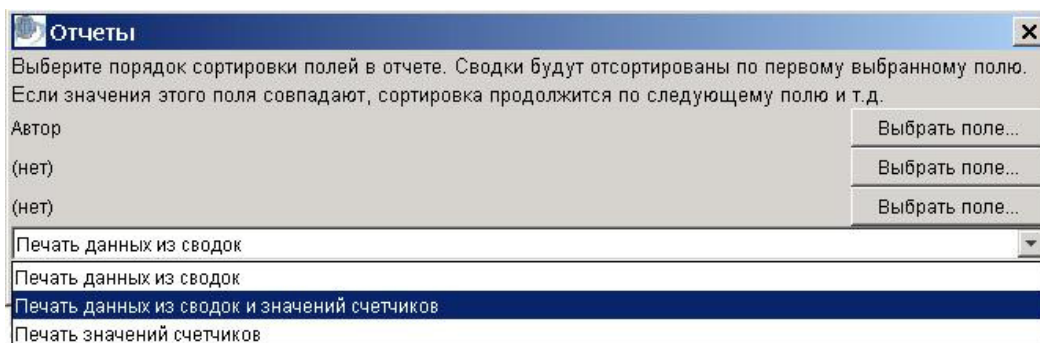 Отчеты
Выберите порядок сортировки полей в отчете. Сводки будут отсортированы по первому выбранному полю.
Если значения этого поля совпадают, сортировка продолжится по следующему полю и т.д.
Автор Выбрать поле...
(нет) Выбрать поле...
(нет) Выбрать поле...
Печать данных из сводок
Печать данных из сводок
Печать данных из сводок и значений счетчиков
Печать значений счетчиков